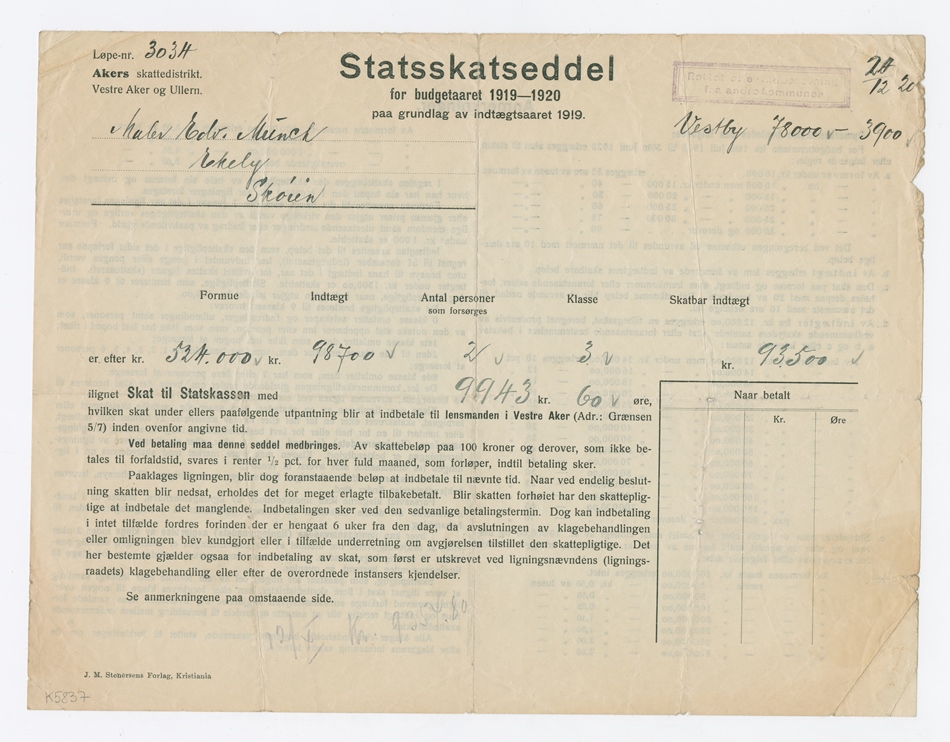 Løpe-nr. 3034
Akers skattedistrikt.
Vestre Aker og Ullern.
Statsskatseddel
for budgetaaret 1919—1920
paa grundlag av indtægtsaaret 1919.
fra andre kommuner
24/12 20
Maler Edv. Munch
Ekely
Skøien
Vestby 78000 – 3900
Formue Indtægt Antal personer som forsørges Klasse Skatbar indtægt
er efter kr. 524.000 kr. 98700 2 3 kr. 93500
ilignet Skat til Statskassen med 9943 kr. 60 øre,
hvilken skat under ellers paafølgende utpantning blir at indbetale til lensmanden i Vestre Aker (Adr.: Grænsen
5/7) inden ovenfor angivne tid.
Ved betaling maa denne seddel medbringes. Av skattebeløp paa 100 kroner og derover, som ikke be-
tales til forfaldstid, svares i renter 1/2 pct. for hver fuld maaned, som forløper, indtil betaling sker.
Paaklages ligningen, blir dog foranstaaende beløp at indbetale til nævnte tid. Naar ved endelig beslut-
ning skatten blir nedsat, erholdes det for meget erlagte tilbakebetalt. Blir skatten forhøiet har den skattepleg-
tige at indbetale det manglende. Indbetalingen sker ved den sedvanlige betalingstermin. Dog kan indbetaling
i intet tilfælde fordres forinden der er hengaat 6 uker fra den dag, da avslutningen av klagebehandlingen
eller omligningen blev kundgjort eller i tilfælde underretning om avgjørelsen tilstillet den skattepligtige. Det
her bestemte gjælder ogsaa for indbetaling av skat, som først er utskrevet ved ligningsnævndens (lignings-
raadets) klagebehandling eller efter de overordnede instansers kjendelser.
Se anmerkningene paa omstaaende side.
Naar betalt
Kr. Øre
J. M. Stenersens Forlag, Kristiania
K5837